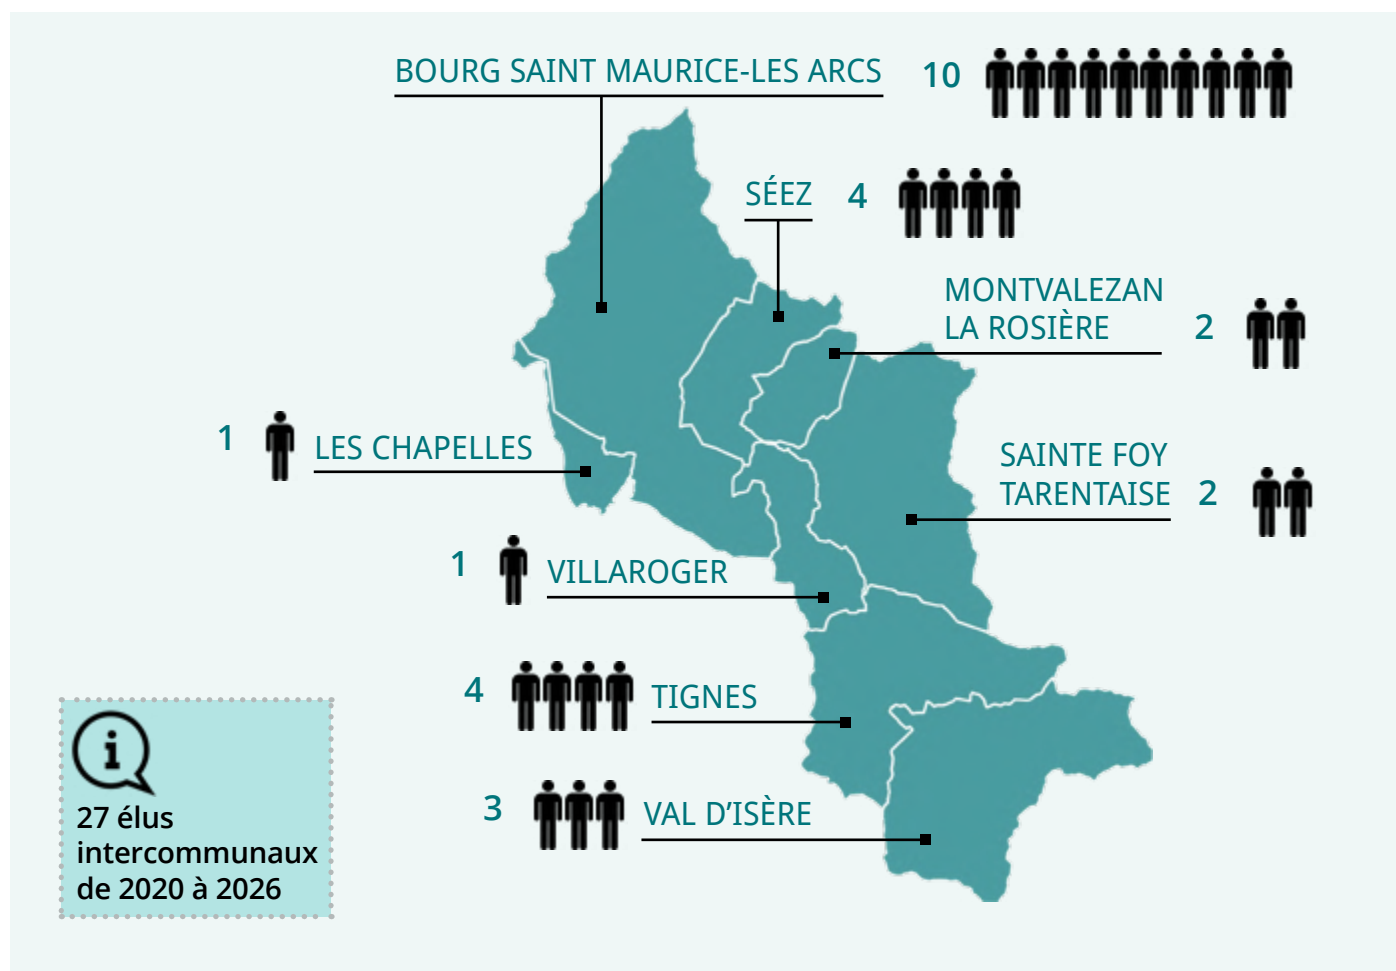 BOURG SAINT MAURICE-LES ARCS 10
SÉEZ 4
MONTVALEZAN
LA ROSIÈRE 2
1 LES CHAPELLES
SAINTE FOY
TARENTAISE 2
1 VILLAROGER
4 TIGNES
3 VAL D’ISÈRE
i
27 élus
intercommunaux
de 2020 à 2026